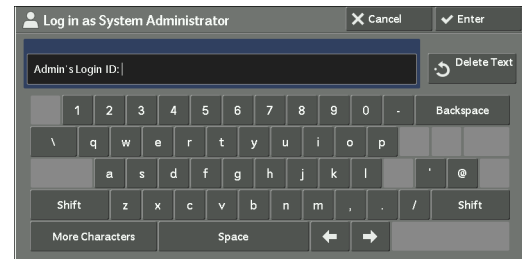 Log in as System Administrator Cancel Enter
Admin's Login ID: Delete Text
1 2 3 4 5 6 7 8 9 0 - Backspace
\ q w e r t y u i o p
a s d f g h j k l ' @
Shift z x c v b n m , . / Shift
More Characters Space